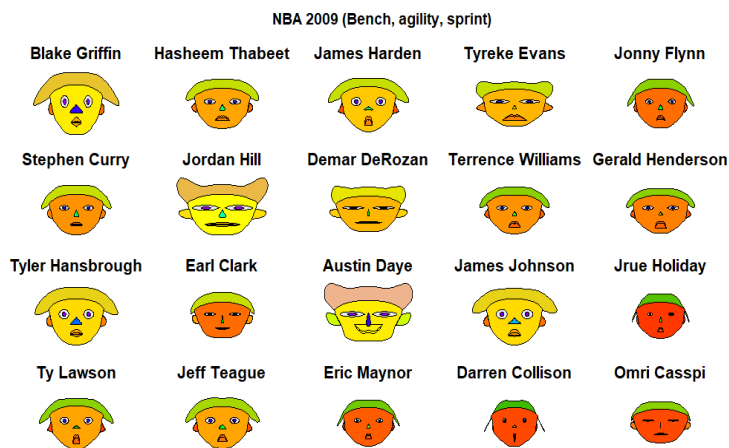 NBA 2009 (Bench, agility, sprint)
Blake Griffin Hasheem Thabeet James Harden Tyreke Evans Jonny Flynn
Stephen Curry Jordan Hill Demar DeRozan Terrence Williams Gerald Henderson
Tyler Hansbrough Earl Clark Austin Daye James Johnson Jrue Holiday
Ty Lawson Jeff Teague Eric Maynor Darren Collison Omri Casspi